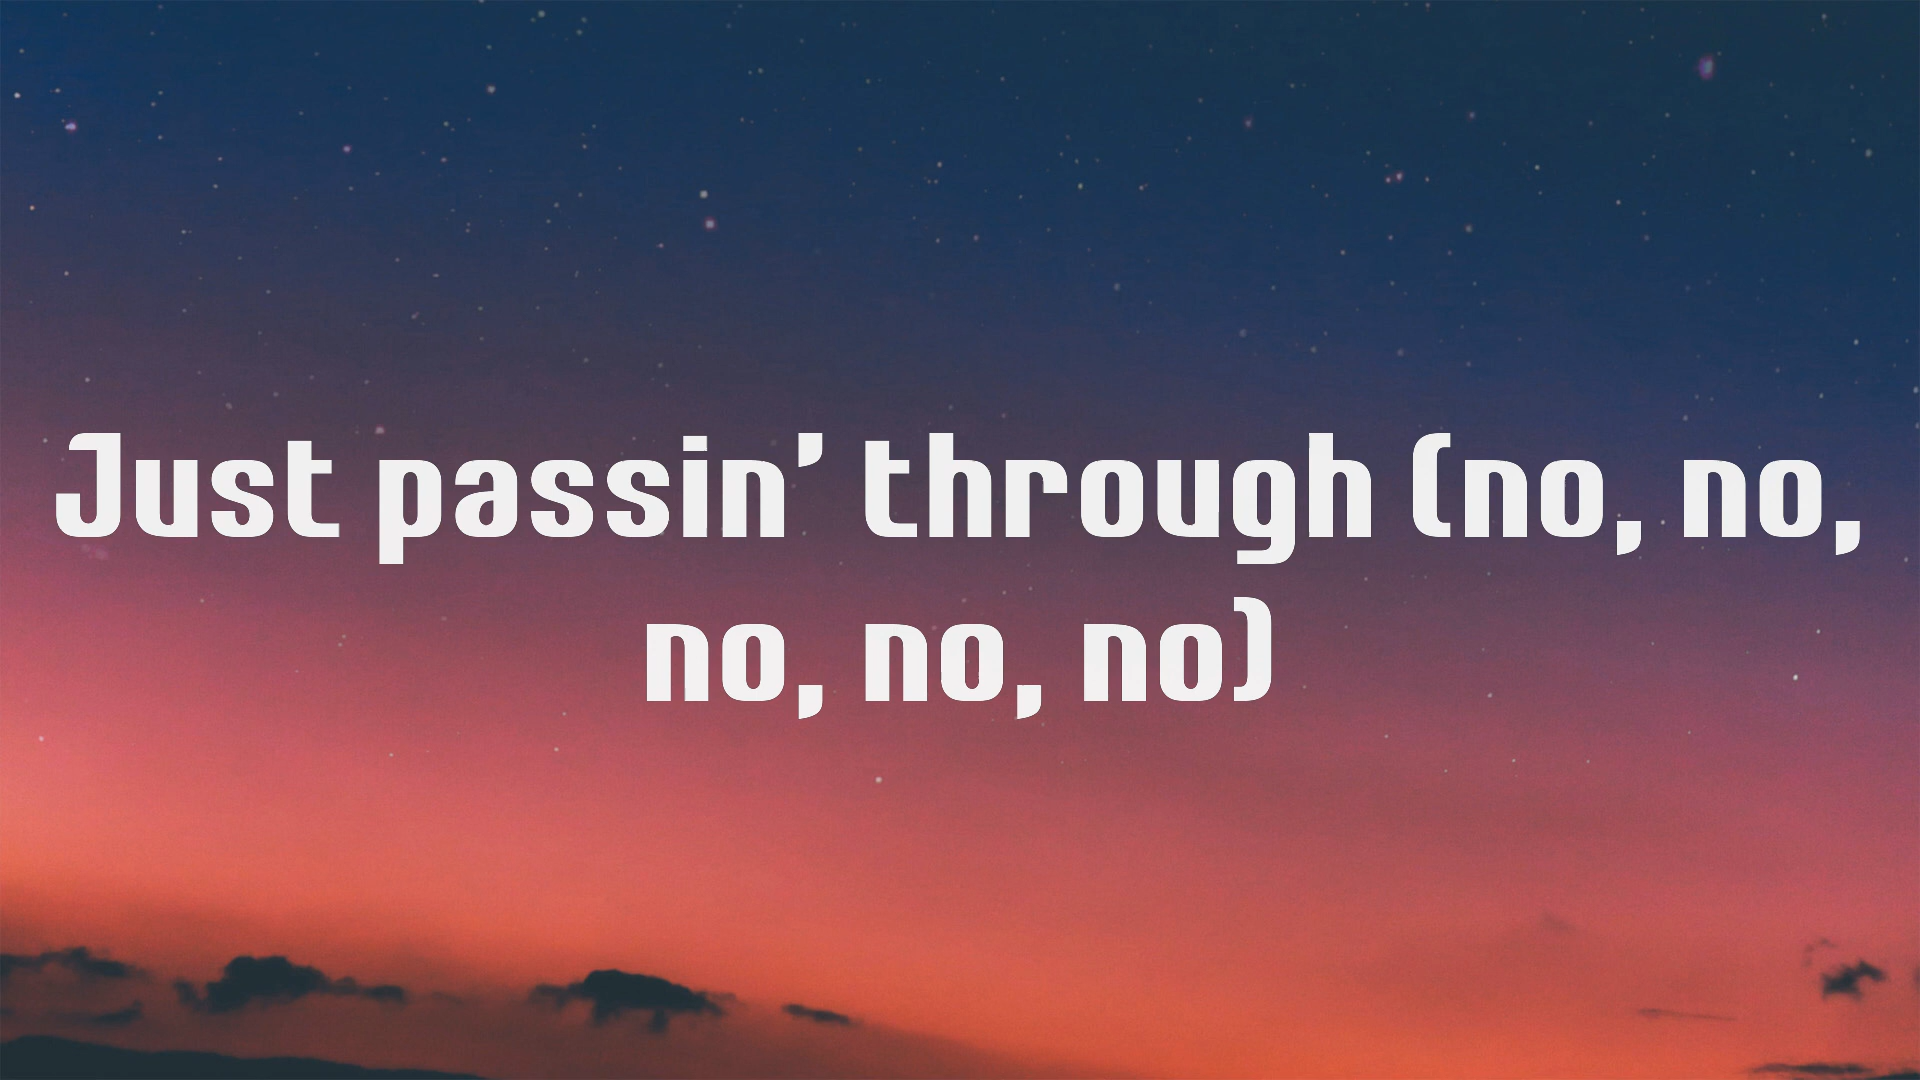 Just passin’ through (no, no,
no, no, no)